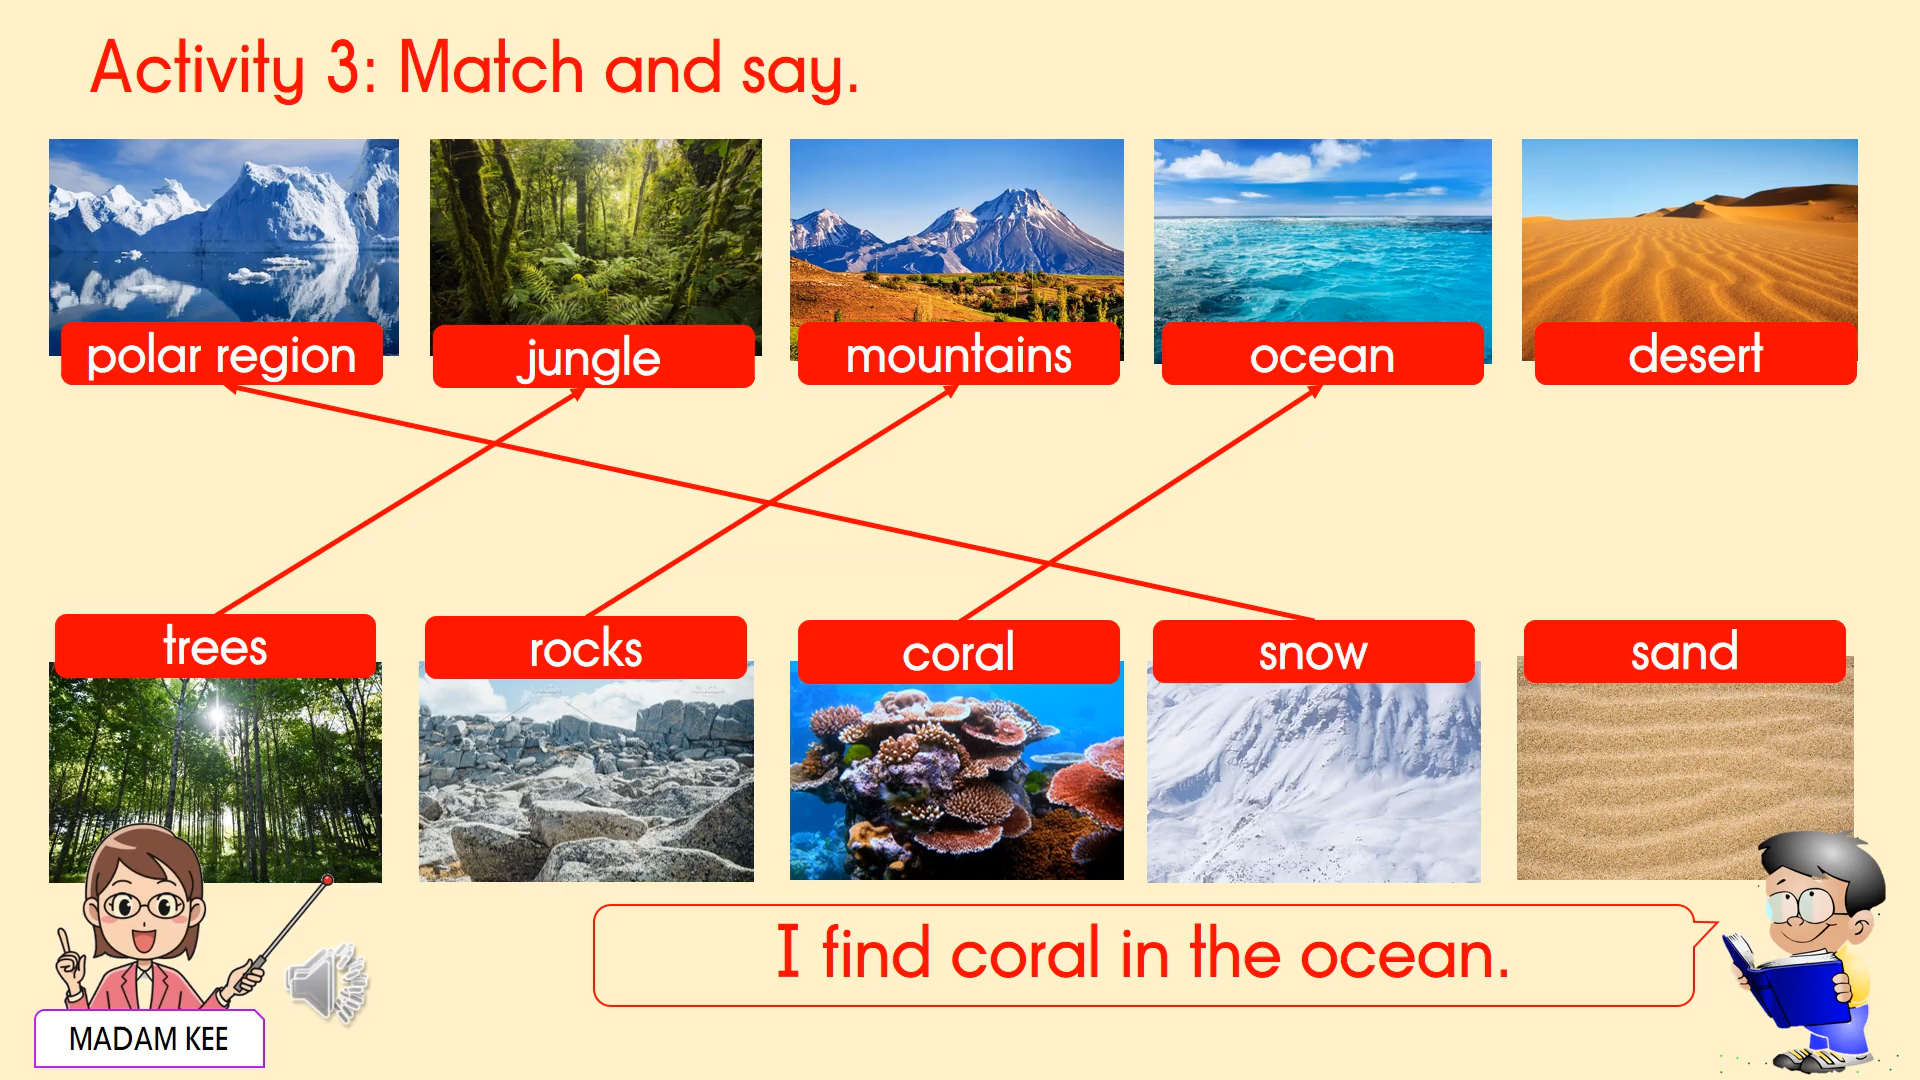 Activity 3: Match and say.
polar region
jungle
mountains
ocean
desert
trees
rocks
coral
snow
sand
I find coral in the ocean.
MADAM KEE